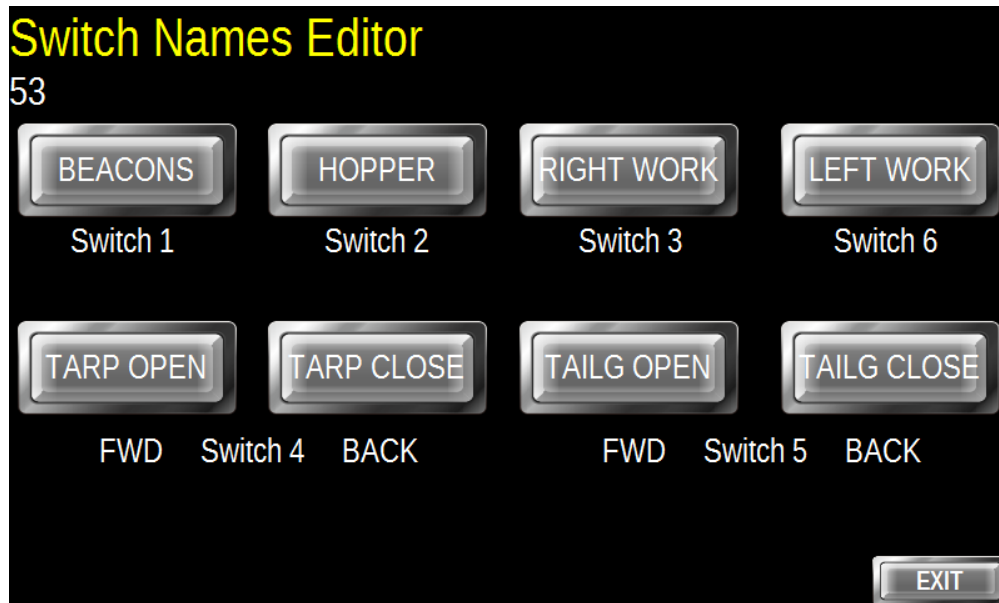 Switch Names Editor
53
BEACONS HOPPER RIGHT WORK LEFT WORK
Switch 1 Switch 2 Switch 3 Switch 6
TARP OPEN TARP CLOSE TAILG OPEN TAILG CLOSE
FWD Switch 4 BACK FWD Switch 5 BACK
EXIT